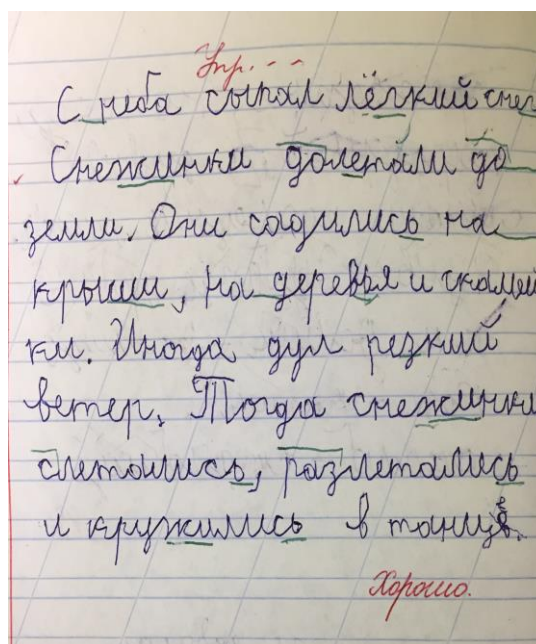 Упр...
С неба сыпал лёгкий снег
Снежинки долетали до
земли. Они садились на
крыши, на деревья и скамей
ки. Иногда дул резкий
ветер. Тогда снежинки
слетались, разлетались
и кружились в танце.
Хорошо.